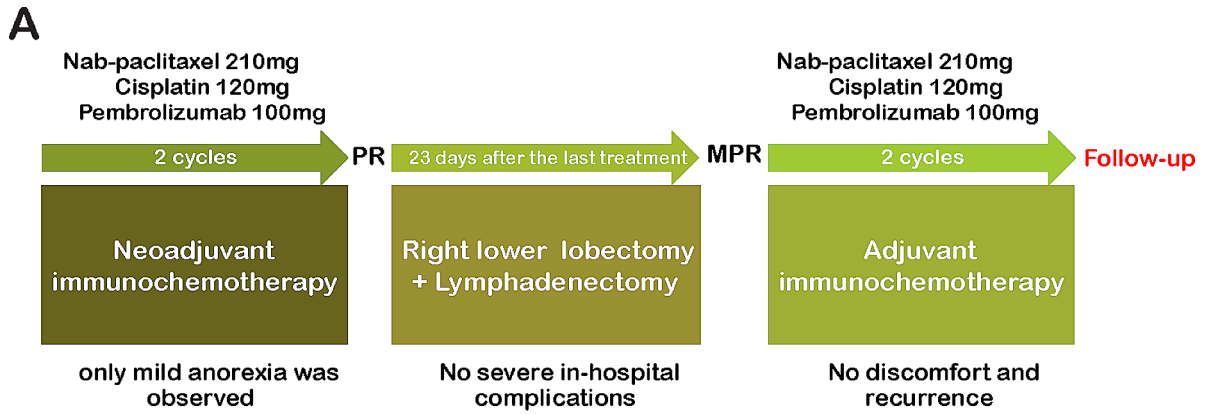 A
Nab-paclitaxel 210mg
Cisplatin 120mg
Pembrolizumab 100mg
2 cycles
Neoadjuvant
immunochemotherapy
only mild anorexia was
observed
PR
23 days after the last treatment
Right lower lobectomy
+ Lymphadenectomy
No severe in-hospital
complications
MPR
Nab-paclitaxel 210mg
Cisplatin 120mg
Pembrolizumab 100mg
2 cycles
Adjuvant
immunochemotherapy
No discomfort and
recurrence
Follow-up